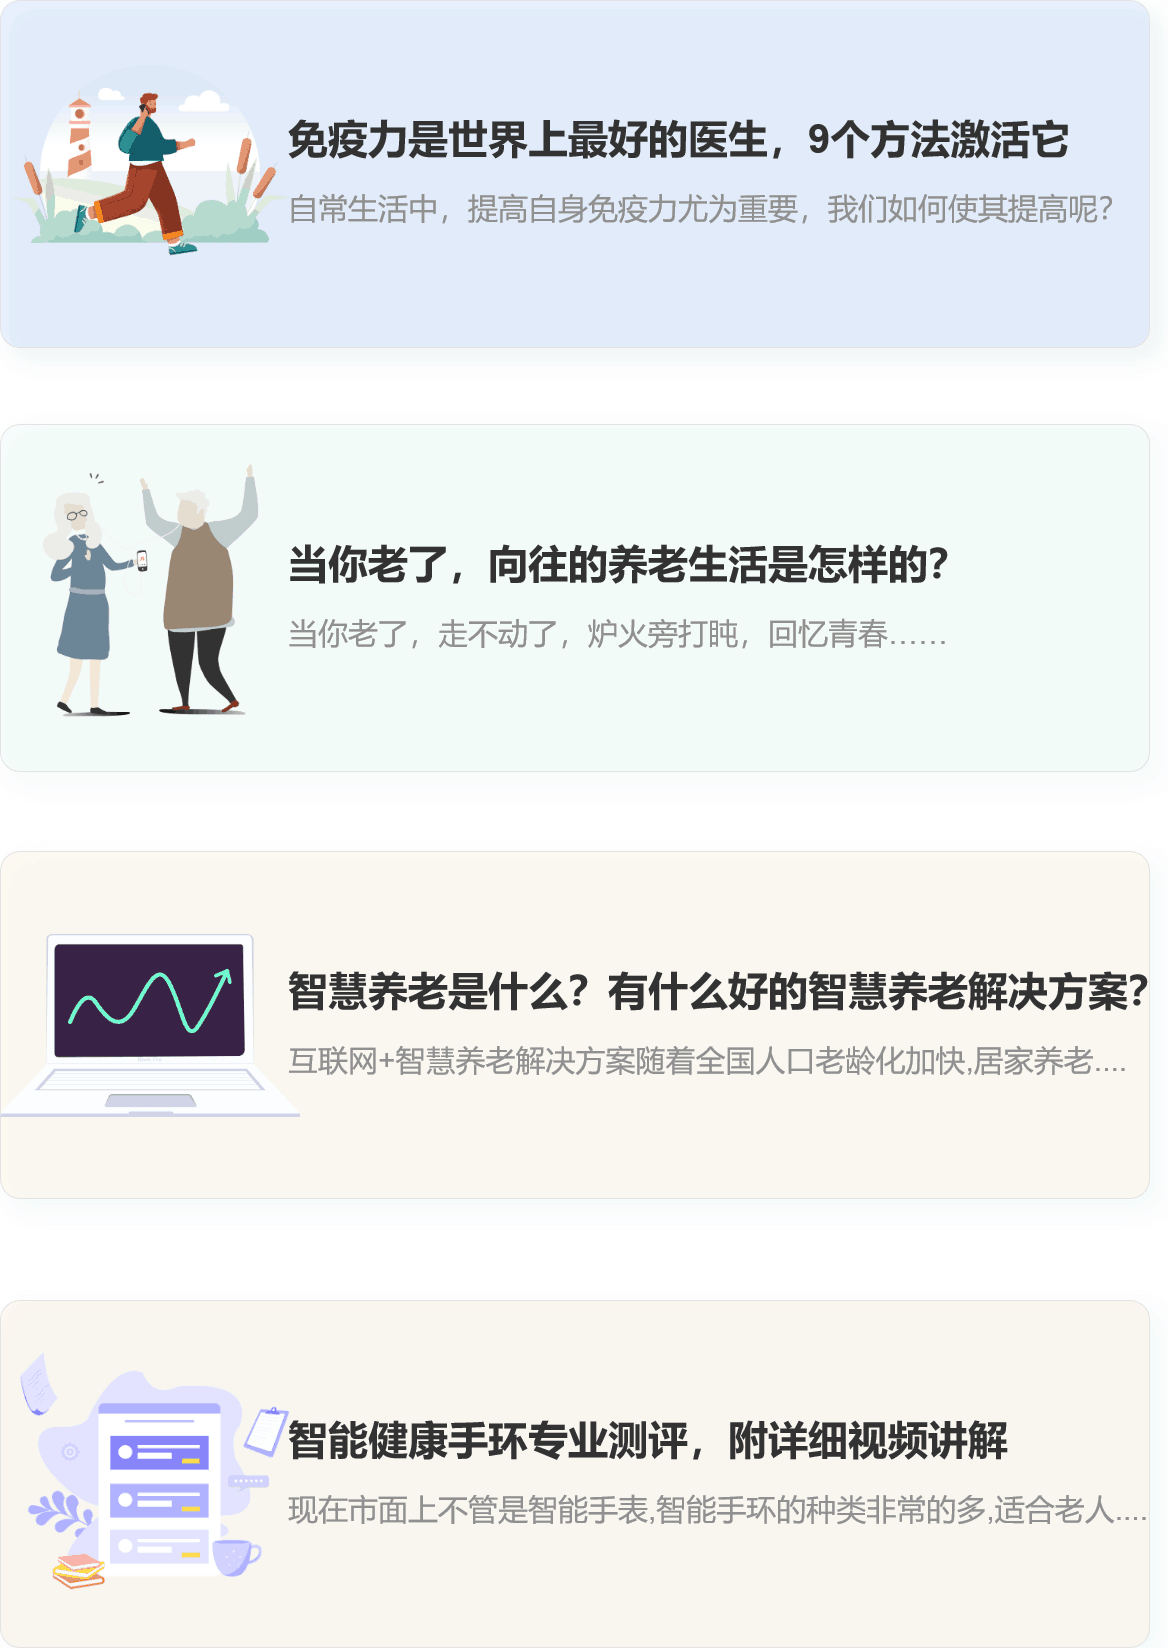 免疫力是世界上最好的医生，9个方法激活它
自常生活中，提高自身免疫力尤为重要，我们如何使其提高呢？
当你老了，向往的养老生活是怎样的？
当你老了，走不动了，炉火旁打盹，回忆青春……
智慧养老是什么？有什么好的智慧养老解决方案？
互联网+智慧养老解决方案随着全国人口老龄化加快,居家养老....
智能健康手环专业测评，附详细视频讲解
现在市面上不管是智能手表,智能手环的种类非常的多,适合老人....